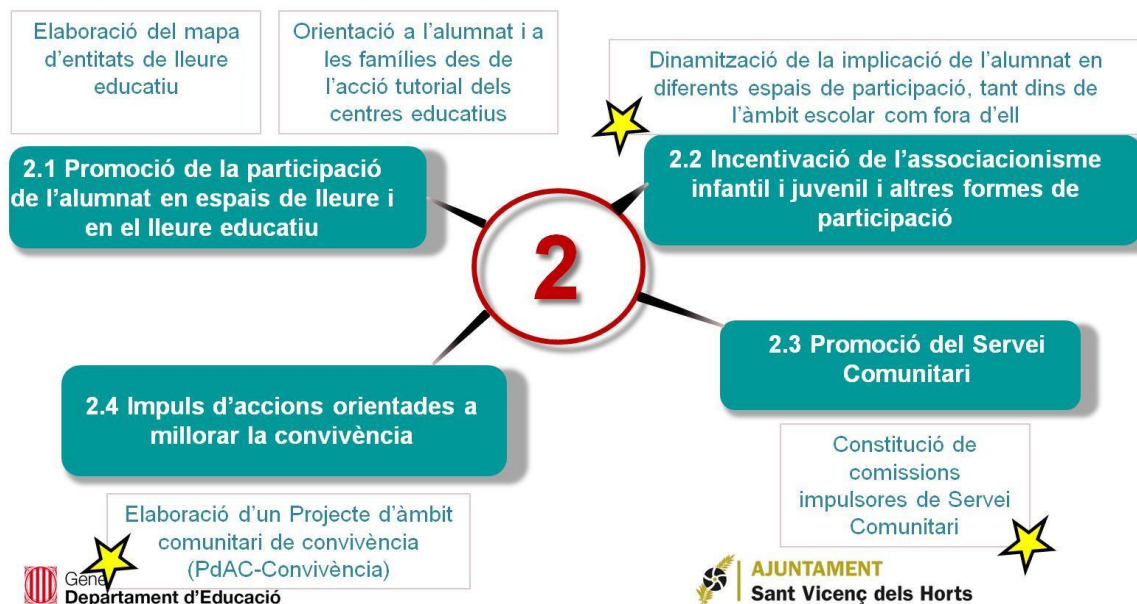 Elaboració del mapa
d'entitats de lleure
educatiu
Orientació a l'alumnat i a
les famílies des de
l'acció tutorial dels
centres educatius
Dinamització de la implicació de l'alumnat en
diferents espais de participació, tant dins de
l'àmbit escolar com fora d'ell
2.1 Promoció de la participació
de l'alumnat en espais de lleure i
en el lleure educatiu
2.2 Incentivació de l'associacionisme
infantil i juvenil i altres formes de
participació
2
2.4 Impuls d'accions orientades a
millorar la convivència
2.3 Promoció del Servei
Comunitari
Elaboració d'un Projecte d'àmbit
comunitari de convivència
(PdAC-Convivència)
Constitució de
comissions
impulsores de Servei
Comunitari
Departament d'Educació
AJUNTAMENT
Sant Vicenç dels Horts